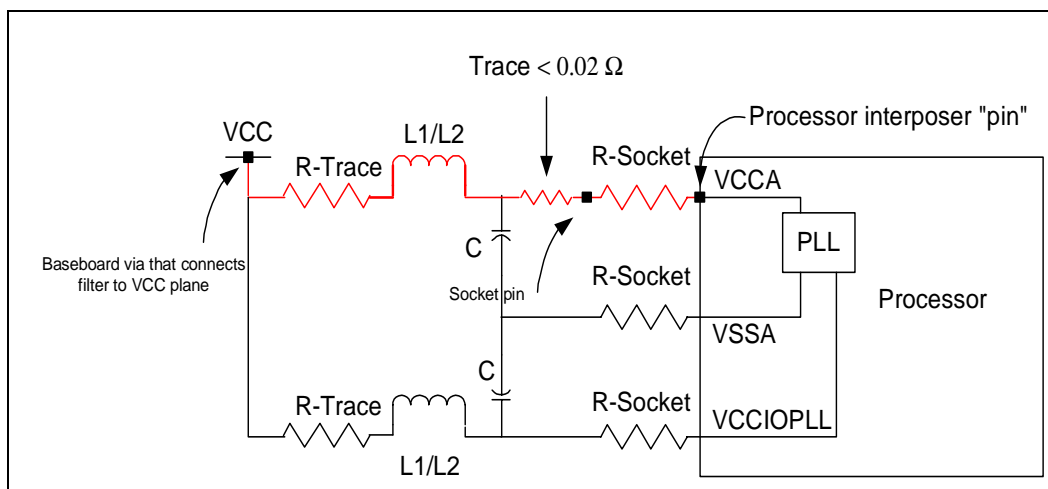 Trace < 0.02 Ω
Processor interposer "pin"
VCC
L1/L2
R-Trace
R-Socket
VCCA
PLL
C
Baseboard via that connects
filter to VCC plane
Socket pin
R-Socket
Processor
VSSA
C
R-Trace
R-Socket
VCCIOPLL
L1/L2